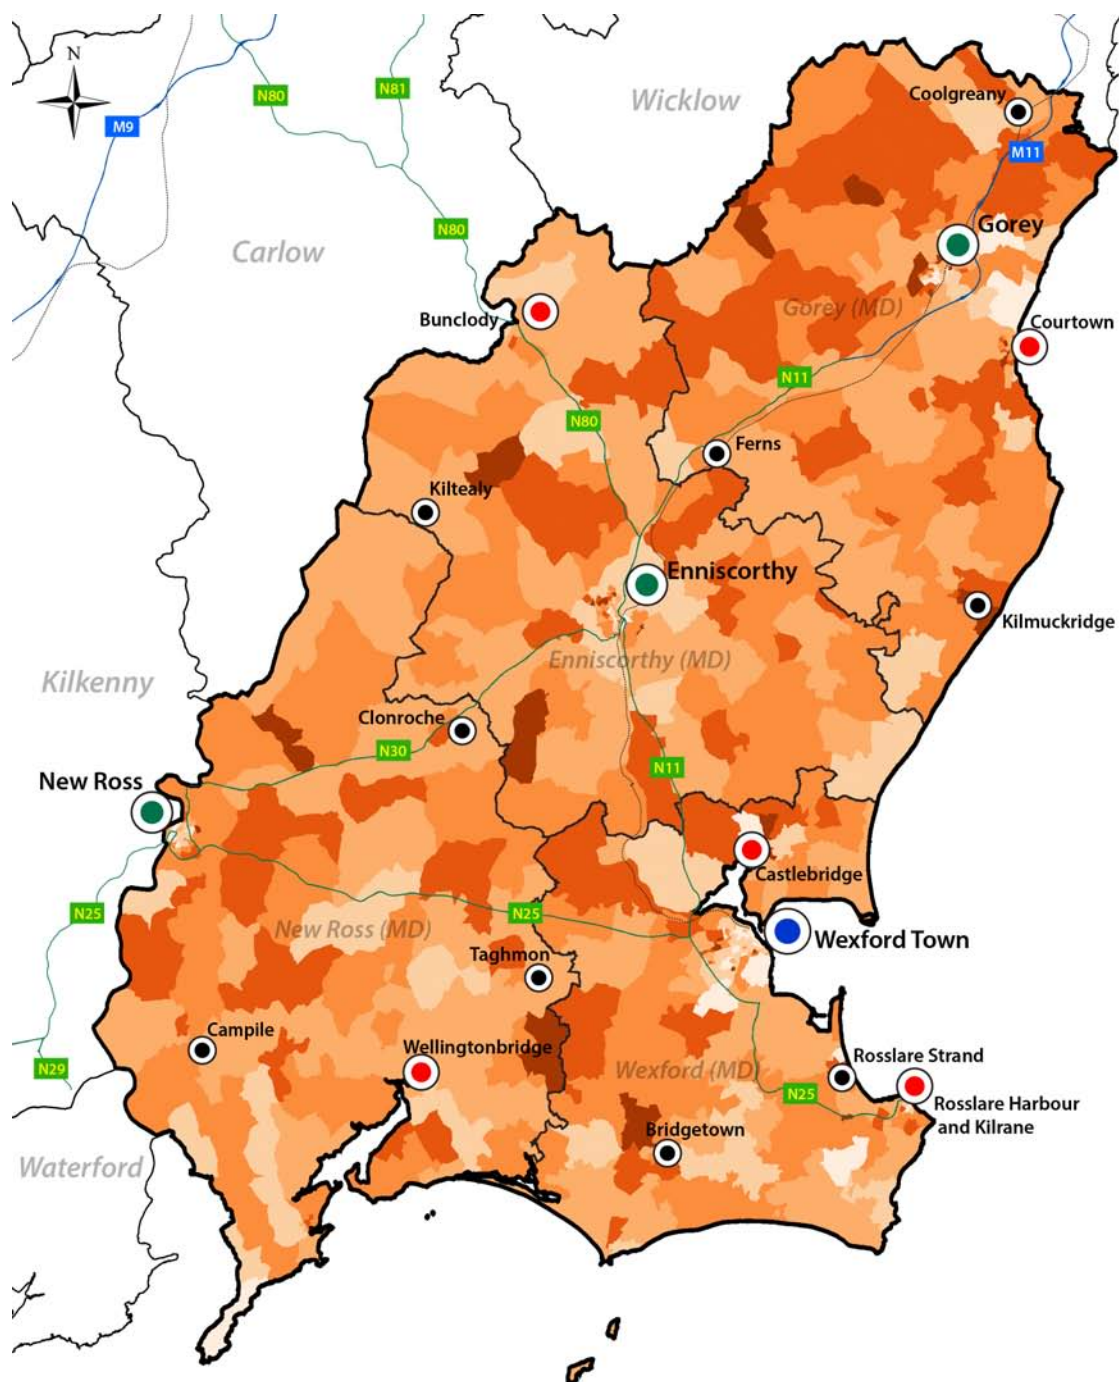 N
N81
N80
Wicklow
Coolgreany
M9
M11
N80
Carlow
Gorey
Gorey (MD)
Bunclody
Courtown
N11
N80
Ferns
Kiltealy
Enniscorthy
Kilmuckridge
Enniscorthy (MD)
Kilkenny
Clonroche
N30
N11
New Ross
Castlebridge
N25
N25
New Ross (MD)
Wexford Town
Taghmon
Campile
Wellingtonbridge
Rosslare Strand
N29
Wexford (MD)
N25
Rosslare Harbour
and Kilrane
Bridgetown
Waterford